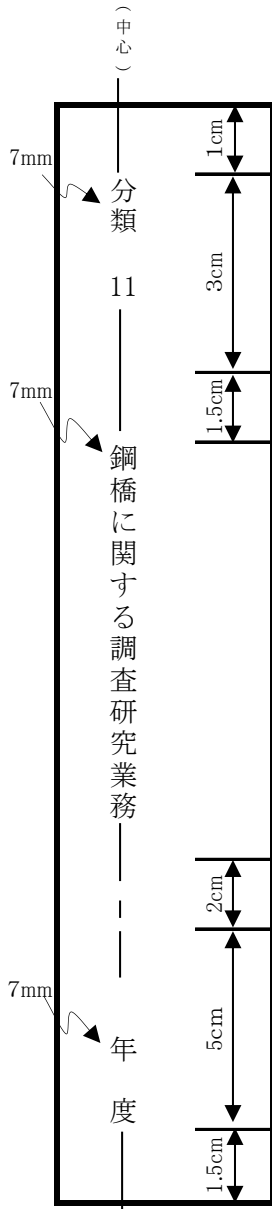 （中心）
分類　11
鋼橋に関する調査研究業務
年　度
7mm
7mm
7mm
1cm
3cm
1.5cm
2cm
5cm
1.5cm